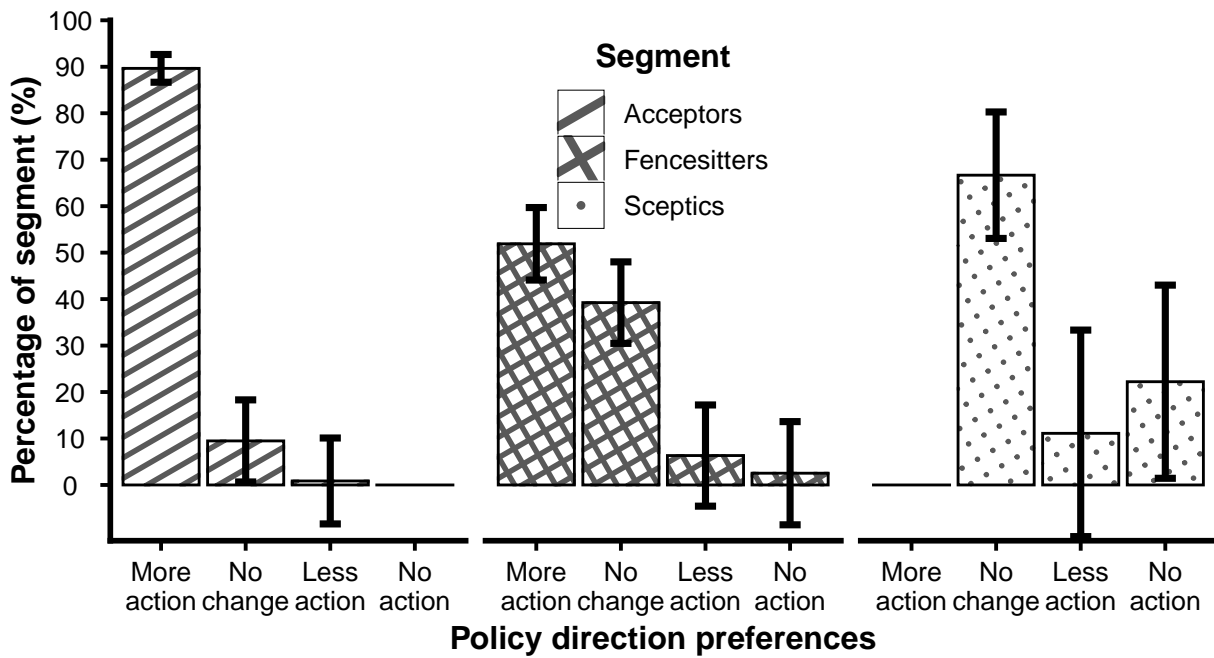 Percentage of segment (%)
100
90
80
70
60
50
40
30
20
10
0
Segment
Acceptors
Fencesitters
Sceptics
More action
No change
Less action
No action
More action
No change
Less action
No action
More action
No change
Less action
No action
Policy direction preferences